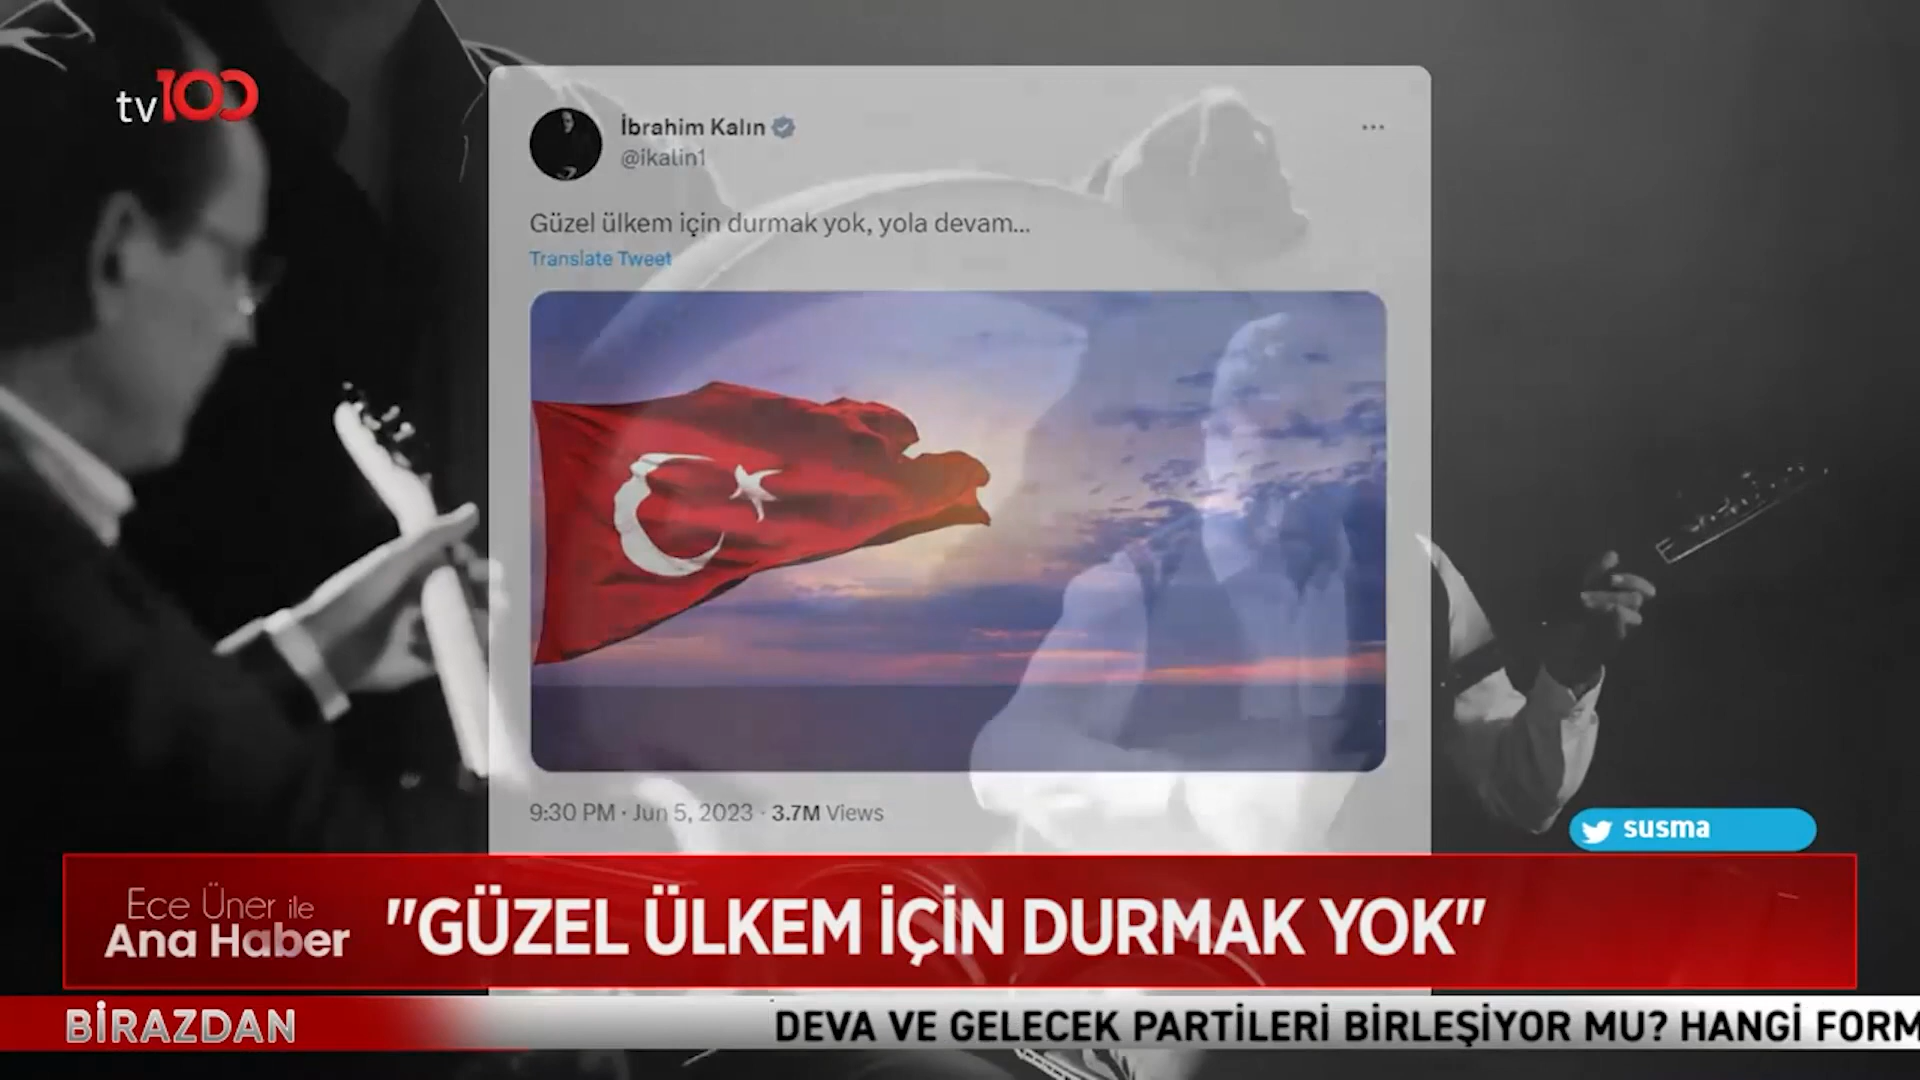 tv100
İbrahim Kalın
@ikalin1
Güzel ülkem için durmak yok, yola devam...
Translate Tweet
9:30 PM · Jun 5, 2023 · 3.7M Views
susma
Ece Üner ile
Ana Haber
"GÜZEL ÜLKEM İÇİN DURMAK YOK"
BİRAZDAN
DEVA VE GELECEK PARTİLERİ BİRLEŞİYOR MU? HANGİ FORM